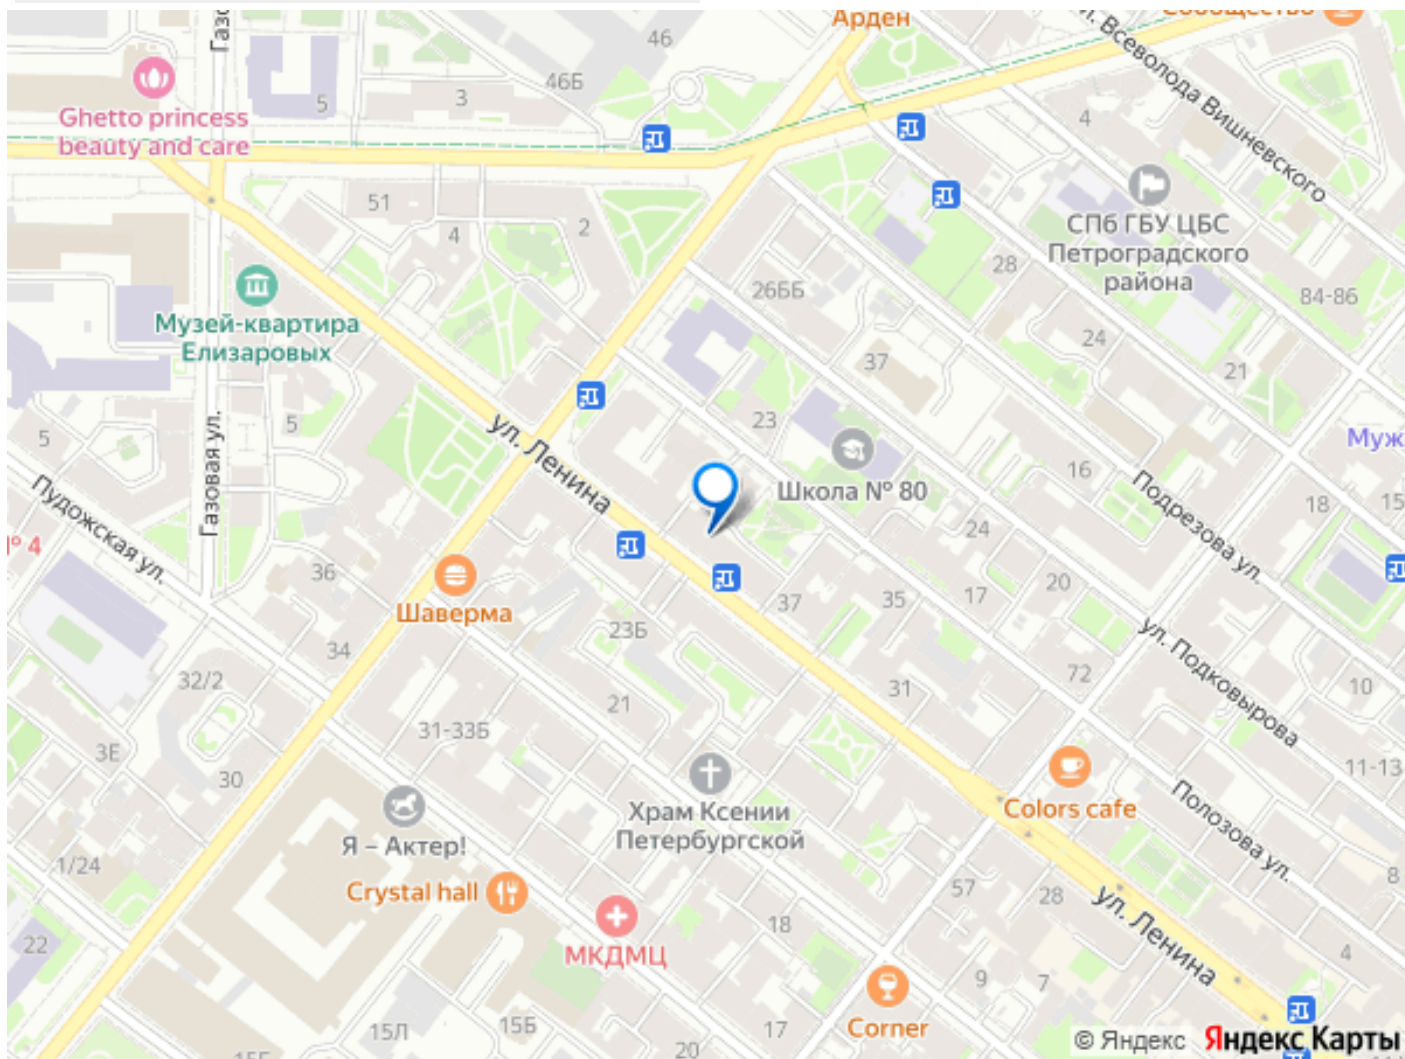 Арден
46
46Б
3
5
Газо
Ghetto princess
beauty and care
л. Всеволода Вишневского
4
СПб ГБУ ЦБС
Петроградского
района
51
4
2
28
26ББ
84-86
24
21
37
Музей-квартира
Елизаровых
5
5
Газовая ул.
ул. Ленина
23
Школа № 80
16
Подрезова ул.
18
15
Муж
Пудожская ул.
№ 4
36
Шаверма
34
32/2
24
20
17
35
37
23Б
21
31
72
ул. Подковырова
10
11-13
31-33Б
3Е
30
Храм Ксении
Петербургской
Colors cafe
Полозова ул.
Я – Актер!
1/24
Crystal hall
МКДМЦ
57
28
ул. Ленина
8
4
18
22
9
7
Corner
15Л
15Б
15Б
17
20
© Яндекс Яндекс Карты